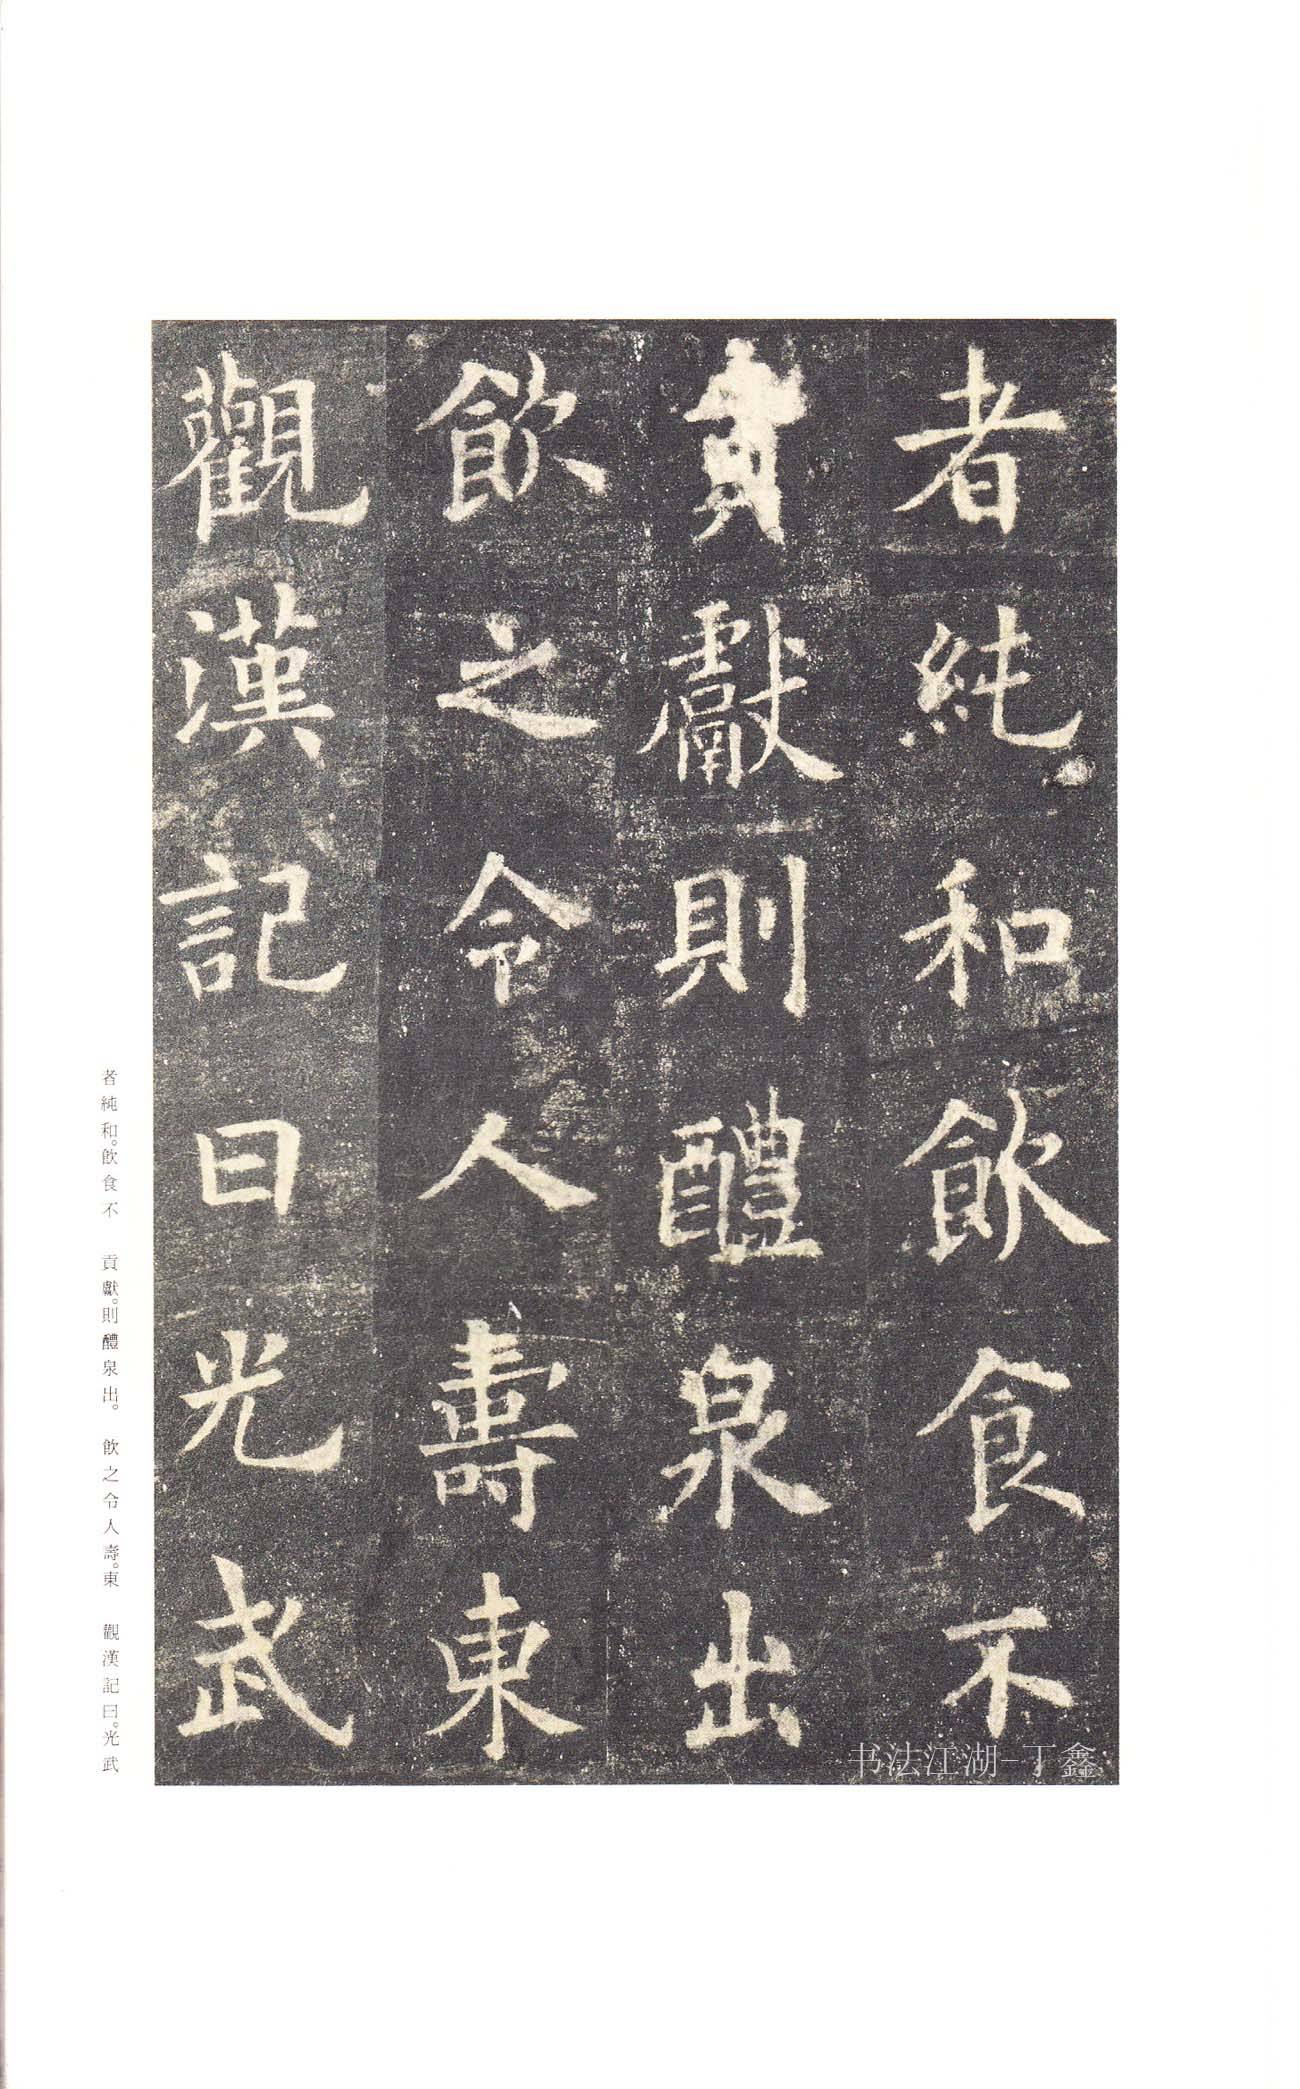 者純和飲食不
貢獻則醴泉出
飲之令人壽東
觀漢記曰光武
者純和。飲食不　貢獻。則醴泉出。　飲之令人壽。東　觀漢記曰。光武
书法江湖-丁鑫